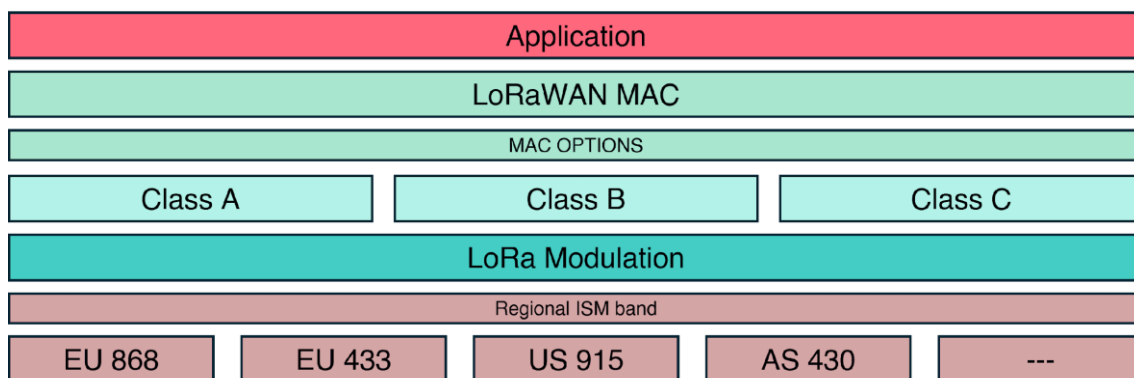 Application
LoRaWAN MAC
MAC OPTIONS
Class A Class B Class C
LoRa Modulation
Regional ISM band
EU 868 EU 433 US 915 AS 430 ---